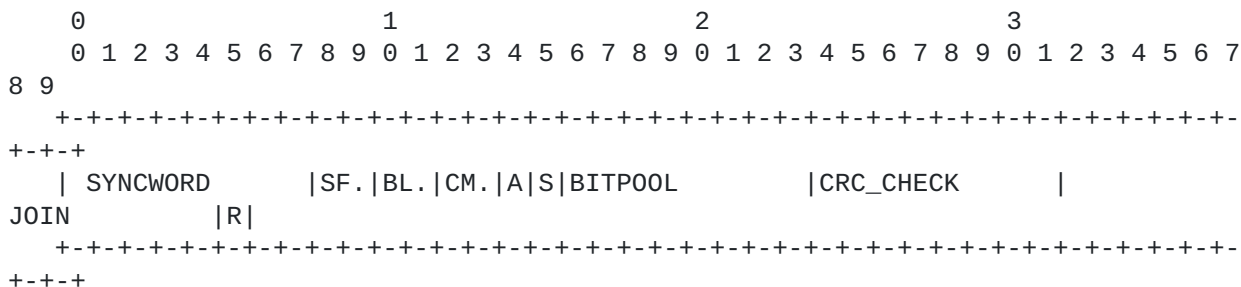 0                   1                   2                   3
0 1 2 3 4 5 6 7 8 9 0 1 2 3 4 5 6 7 8 9 0 1 2 3 4 5 6 7 8 9 0 1 2 3 4 5 6 7
8 9
+-+-+-+-+-+-+-+-+-+-+-+-+-+-+-+-+-+-+-+-+-+-+-+-+-+-+-+-+-+-+-+-+-+-+-+-+-+-
+-+-+
| SYNCWORD      |SF.|BL.|CM.|A|S|BITPOOL        |CRC_CHECK      |
JOIN         |R|
+-+-+-+-+-+-+-+-+-+-+-+-+-+-+-+-+-+-+-+-+-+-+-+-+-+-+-+-+-+-+-+-+-+-+-+-+-+-
+-+-+